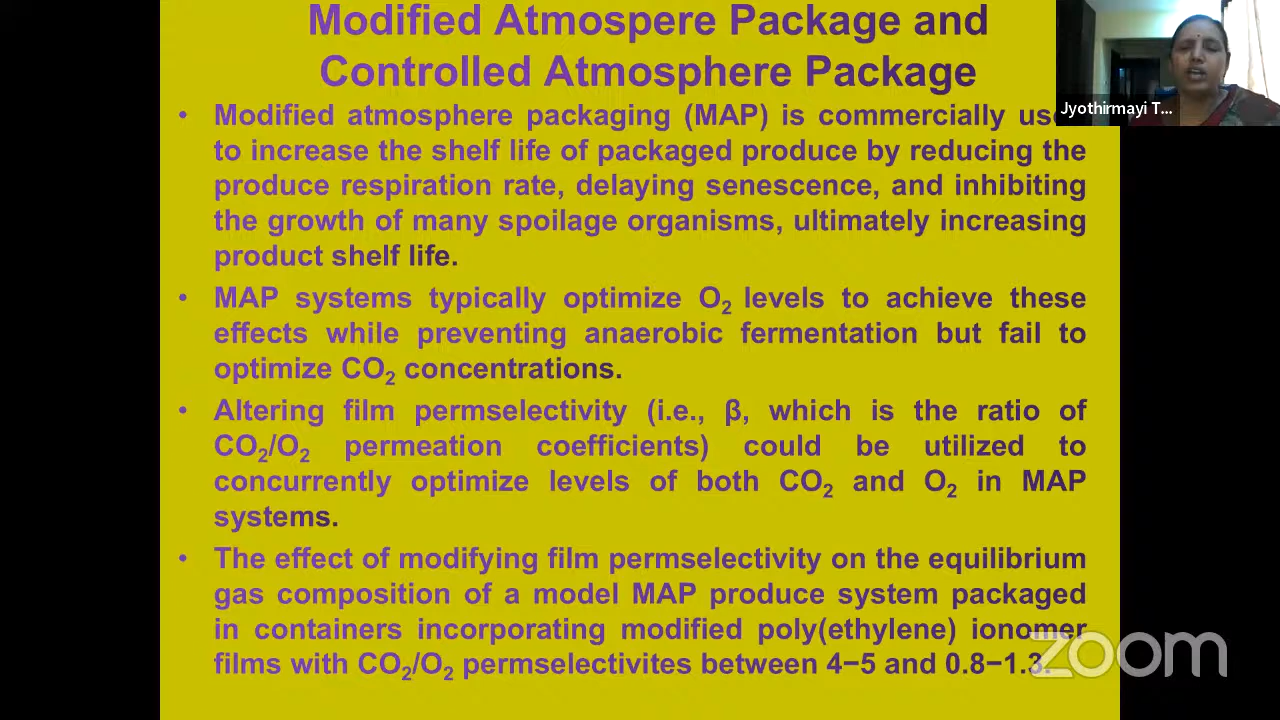 Modified Atmospere Package and
Controlled Atmosphere Package
Jyothirmayi T...
• Modified atmosphere packaging (MAP) is commercially
to increase the shelf life of packaged produce by reducing the
produce respiration rate, delaying senescence, and inhibiting
the growth of many spoilage organisms, ultimately increasing
product shelf life.
• MAP systems typically optimize O₂ levels to achieve these
effects while preventing anaerobic fermentation but fail to
optimize CO₂ concentrations.
• Altering film permselectivity (i.e., β, which is the ratio of
CO₂/O₂ permeation coefficients) could be utilized to
concurrently optimize levels of both CO₂ and O₂ in MAP
systems.
• The effect of modifying film permselectivity on the equilibrium
gas composition of a model MAP produce system packaged
in containers incorporating modified poly(ethylene) ionomer
films with CO₂/O₂ permselectivites between 4−5 and 0.8−1.3.
zoom